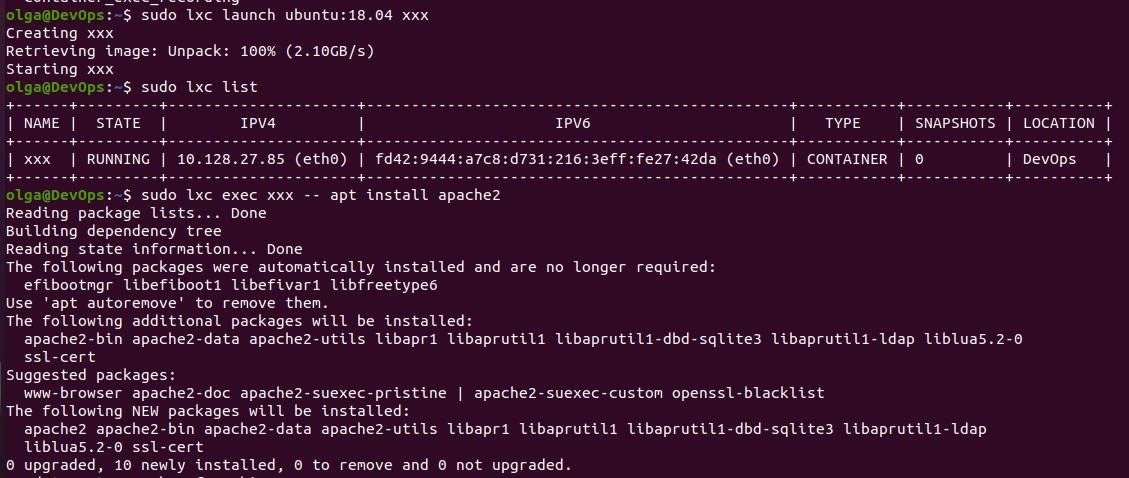 container_exec_recording
olga@DevOps:~$ sudo lxc launch ubuntu:18.04 xxx
Creating xxx
Retrieving image: Unpack: 100% (2.10GB/s)
Starting xxx
olga@DevOps:~$ sudo lxc list
+------+---------+---------------------+-----------------------------------------------+-----------+-----------+----------+
| NAME |  STATE  |        IPV4         |                     IPV6                      |   TYPE    | SNAPSHOTS | LOCATION |
+------+---------+---------------------+-----------------------------------------------+-----------+-----------+----------+
| xxx  | RUNNING | 10.128.27.85 (eth0) | fd42:9444:a7c8:d731:216:3eff:fe27:42da (eth0) | CONTAINER | 0         | DevOps   |
+------+---------+---------------------+-----------------------------------------------+-----------+-----------+----------+
olga@DevOps:~$ sudo lxc exec xxx -- apt install apache2
Reading package lists... Done
Building dependency tree
Reading state information... Done
The following packages were automatically installed and are no longer required:
  efibootmgr libefiboot1 libefivar1 libfreetype6
Use 'apt autoremove' to remove them.
The following additional packages will be installed:
  apache2-bin apache2-data apache2-utils libapr1 libaprutil1 libaprutil1-dbd-sqlite3 libaprutil1-ldap liblua5.2-0
  ssl-cert
Suggested packages:
  www-browser apache2-doc apache2-suexec-pristine | apache2-suexec-custom openssl-blacklist
The following NEW packages will be installed:
  apache2 apache2-bin apache2-data apache2-utils libapr1 libaprutil1 libaprutil1-dbd-sqlite3 libaprutil1-ldap
  liblua5.2-0 ssl-cert
0 upgraded, 10 newly installed, 0 to remove and 0 not upgraded.